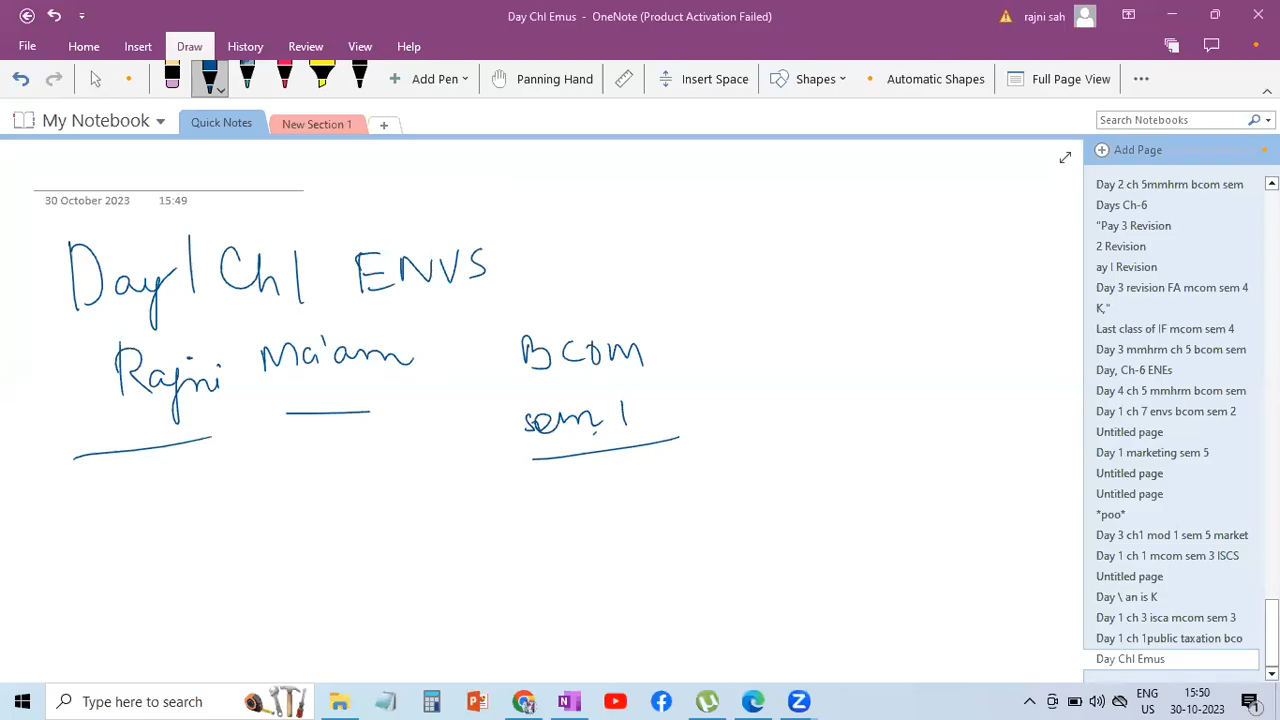 Day Chl Emus - OneNote (Product Activation Failed)
rajni sah
File Home Insert Draw History Review View Help
Add Pen Panning Hand Insert Space Shapes Automatic Shapes Full Page View
My Notebook Quick Notes New Section 1
Search Notebooks
Add Page
30 October 2023 15:49
Day 1 Ch 1 ENVS
Rajni Ma'am BCOM
sem 1
Day 2 ch 5mmhrm bcom sem
Days Ch-6
"Pay 3 Revision
2 Revision
ay l Revision
Day 3 revision FA mcom sem 4
K,"
Last class of IF mcom sem 4
Day 3 mmhrm ch 5 bcom sem
Day, Ch-6 ENEs
Day 4 ch 5 mmhrm bcom sem
Day 1 ch 7 envs bcom sem 2
Untitled page
Day 1 marketing sem 5
Untitled page
Untitled page
*poo*
Day 3 ch1 mod 1 sem 5 market
Day 1 ch 1 mcom sem 3 ISCS
Untitled page
Day \ an is K
Day 1 ch 3 isca mcom sem 3
Day 1 ch 1public taxation bco
Day Chl Emus
Type here to search
ENG 15:50
US 30-10-2023
1